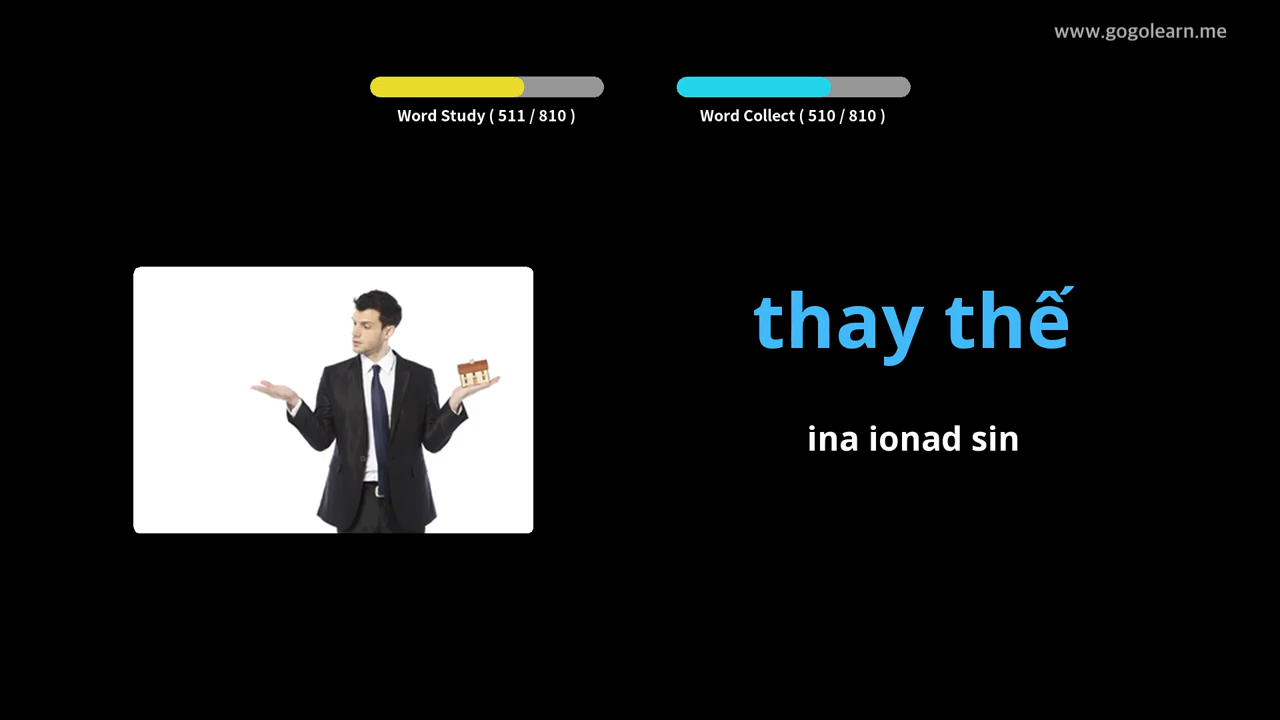 www.gogolearn.me
Word Study ( 511 / 810 )
Word Collect ( 510 / 810 )
thay thế
ina ionad sin